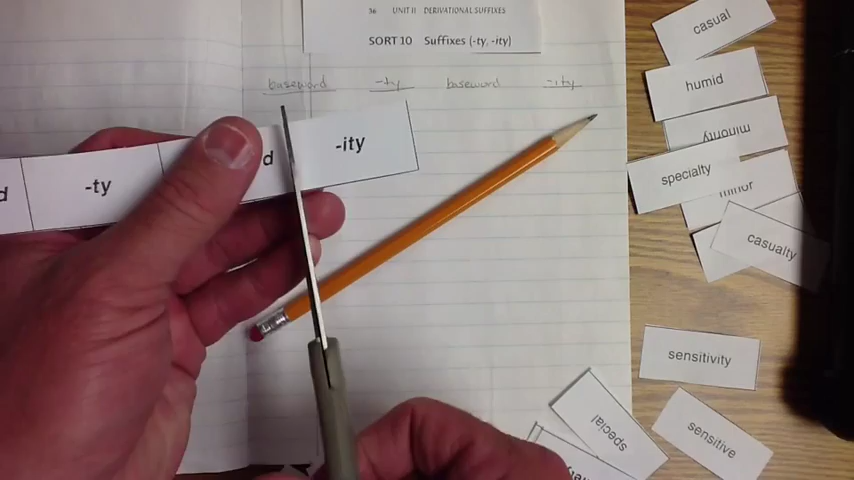 36 UNIT II DERIVATIONAL SUFFIXES
SORT 10 Suffixes (-ty, -ity)
baseword -ty baseword -ity
d -ty d -ity
casual
humid
minority
specialty
minor
casualty
sensitivity
sensitive
special